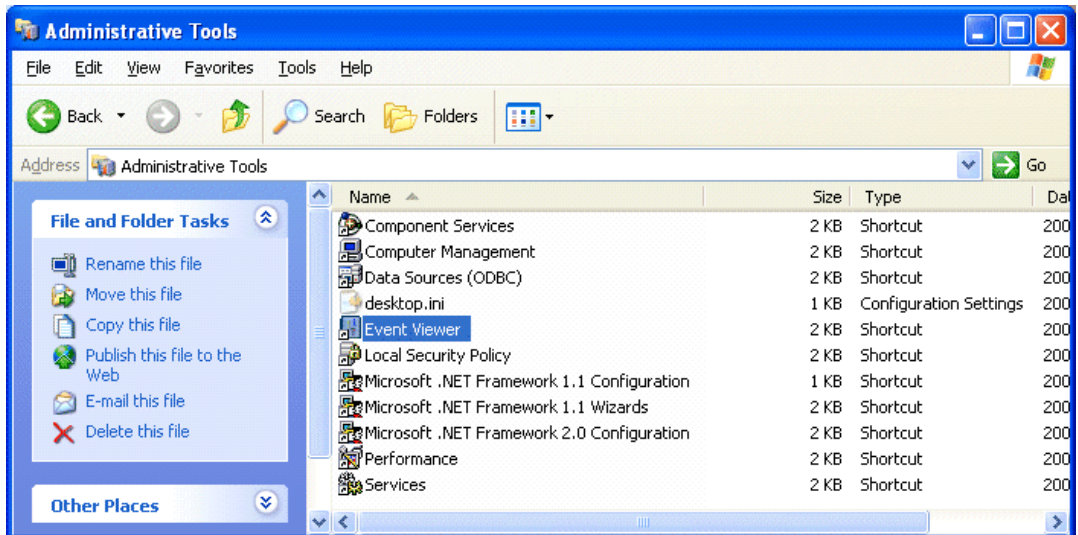 Administrative Tools
File Edit View Favorites Tools Help
Back Search Folders
Address Administrative Tools Go
File and Folder Tasks
Rename this file
Move this file
Copy this file
Publish this file to the
Web
E-mail this file
Delete this file
Other Places
Name Size Type
Component Services 2 KB Shortcut 200
Computer Management 2 KB Shortcut 200
Data Sources (ODBC) 2 KB Shortcut 200
desktop.ini 1 KB Configuration Settings 200
Event Viewer 2 KB Shortcut 200
Local Security Policy 2 KB Shortcut 200
Microsoft .NET Framework 1.1 Configuration 1 KB Shortcut 200
Microsoft .NET Framework 1.1 Wizards 2 KB Shortcut 200
Microsoft .NET Framework 2.0 Configuration 2 KB Shortcut 200
Performance 2 KB Shortcut 200
Services 2 KB Shortcut 200